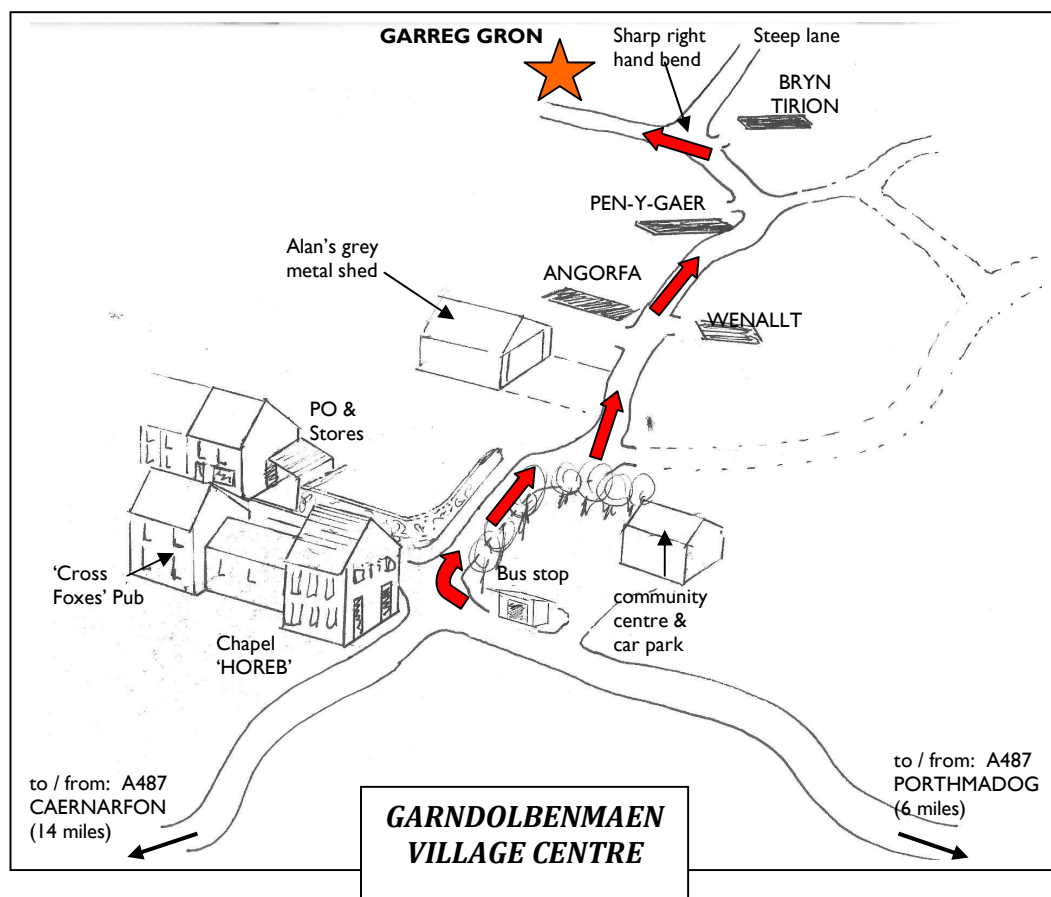 GARREG GRON
Sharp right
hand bend
Steep lane
BRYN
TIRION
PEN-Y-GAER
Alan's grey
metal shed
ANGORFA
WENALLT
PO &
Stores
'Cross
Foxes' Pub
Bus stop
community
centre &
car park
Chapel
'HOREB'
to / from: A487
CAERNARFON
(14 miles)
to / from: A487
PORTHMADOG
(6 miles)
GARNDOLBENMAEN
VILLAGE CENTRE